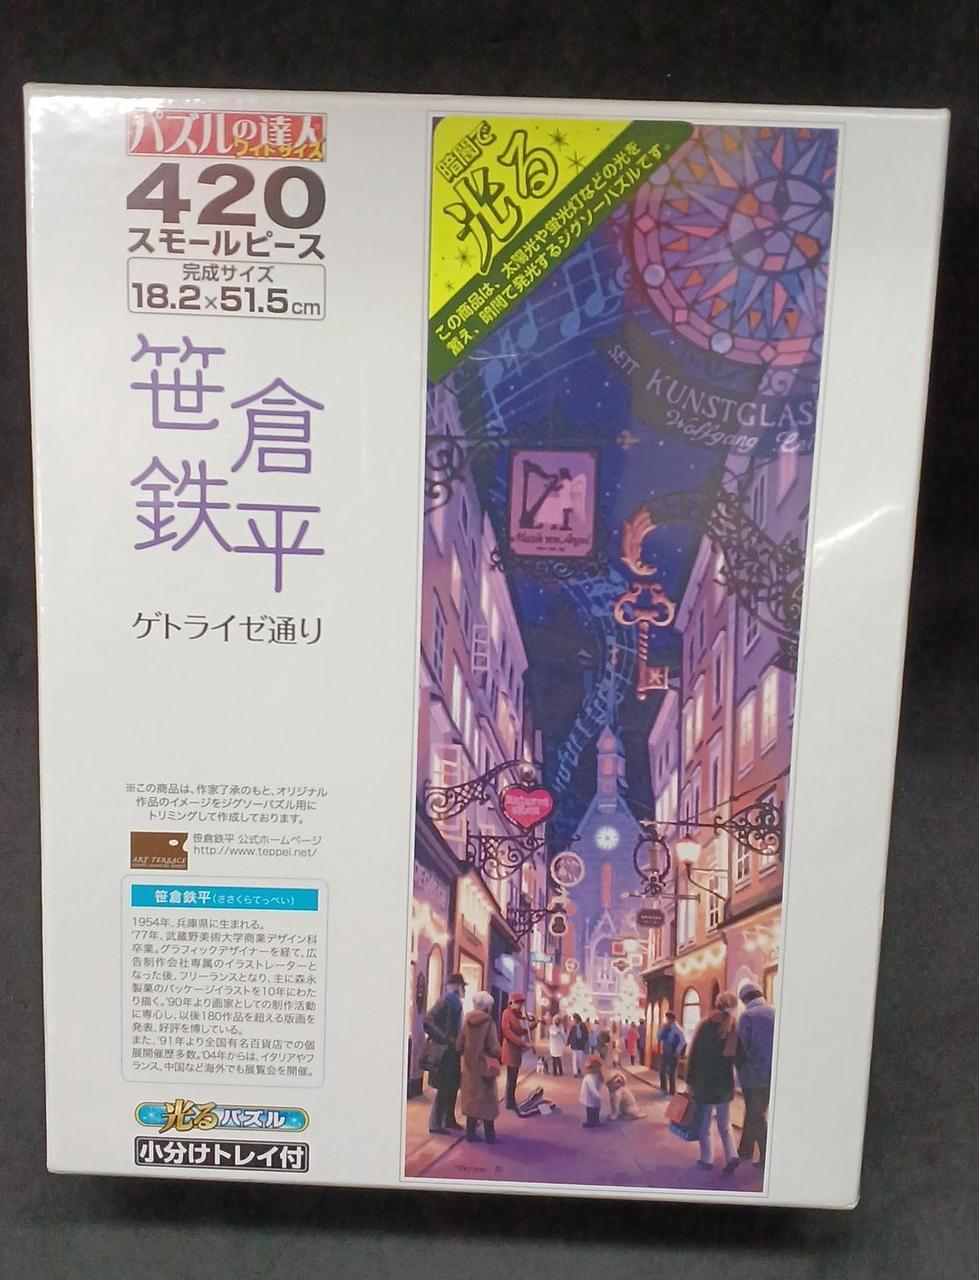 パズルの達人
ワイドサイズ
420
スモールピース
完成サイズ
18.2×51.5cm
笹倉
鉄平
ゲトライゼ通り
※この商品は、作家了承のもと、オリジナル
作品のイメージをジグソーパズル用に
トリミングして作成しております。
ART TERRACE
笹倉鉄平 公式ホームページ
http://www.teppei.net/
笹倉鉄平(ささくらてっぺい)
1954年、兵庫県に生まれる。
'77年、武蔵野美術大学商業デザイン科
卒業。グラフィックデザイナーを経て、広
告制作会社専属のイラストレーターと
なった後、フリーランスとなり、主に森永
製菓のパッケージイラストを10年にわた
り描く。'90年より画家としての制作活動
に専心し、以後180作品を超える版画を
発表、好評を博している。
また、'91年より全国有名百貨店での個
展開催歴多数。'04年からは、イタリアやフ
ランス、中国など海外でも展覧会を開催。
光るパズル
小分けトレイ付
暗闇で
光る
この商品は、太陽光や蛍光灯などの光を
蓄え、暗闇で発光するジグソーパズルです。
SEIT
KUNSTGLAS
Wolfgang
Musik vom Angel
Teppei